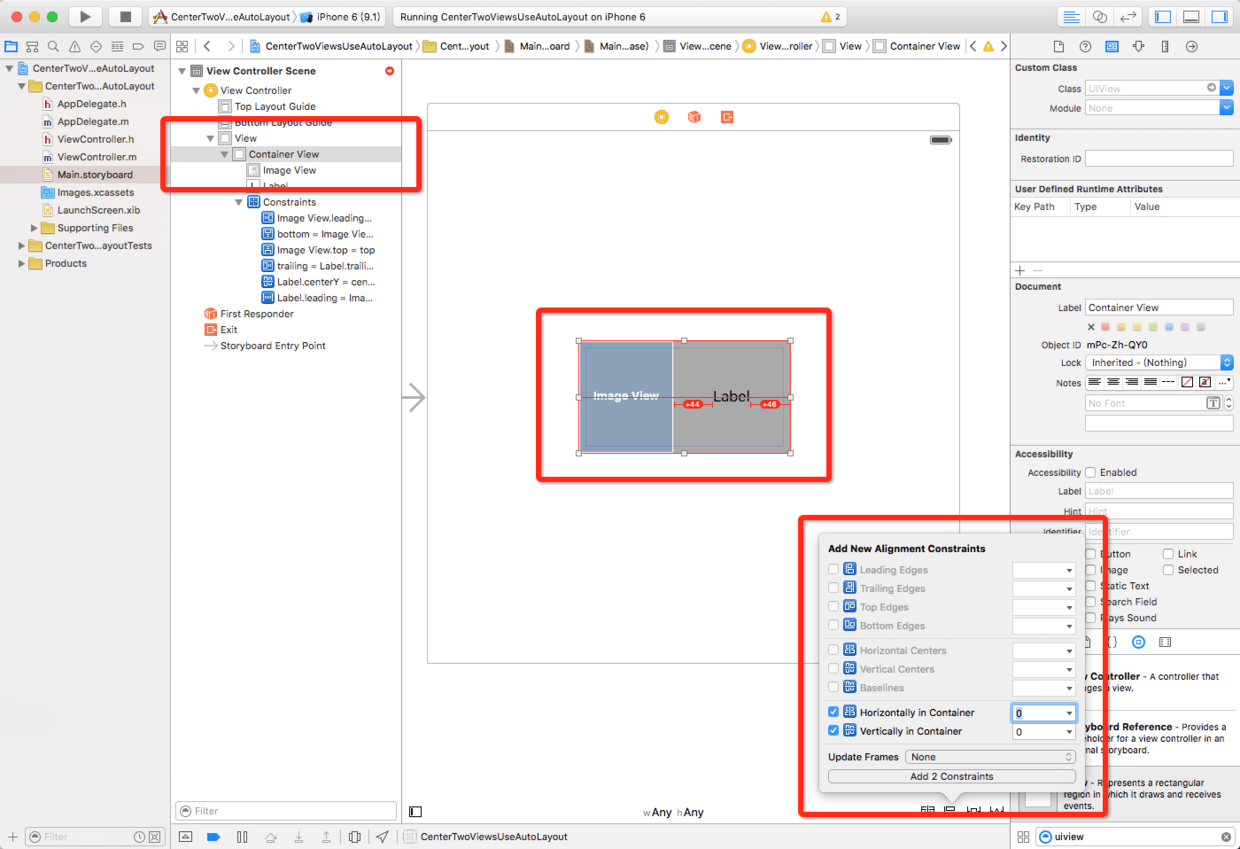 CenterTwoV...eAutoLayout
iPhone 6 (9.1)
Running CenterTwoViewsUseAutoLayout on iPhone 6
2
CenterTwoViewsUseAutoLayout
Cent...yout
Main....oard
Main....ase)
View...cene
View...roller
View
Container View
CenterTwoV...eAutoLayout
CenterTwo...AutoLayout
AppDelegate.h
AppDelegate.m
ViewController.h
ViewController.m
Main.storyboard
Images.xcassets
LaunchScreen.xib
Supporting Files
CenterTwo...ayoutTests
Products
Filter
View Controller Scene
View Controller
Top Layout Guide
Bottom Layout Guide
View
Container View
Image View
Label
Constraints
Image View.leading...
bottom = Image Vie...
Image View.top = top
trailing = Label.traili...
Label.centerY = cen...
Label.leading = Ima...
First Responder
Exit
Storyboard Entry Point
Filter
Image View
Label
+44
+46
wAny hAny
CenterTwoViewsUseAutoLayout
Add New Alignment Constraints
Leading Edges
Trailing Edges
Top Edges
Bottom Edges
Horizontal Centers
Vertical Centers
Baselines
Horizontally in Container 0
Vertically in Container 0
Update Frames None
Add 2 Constraints
Custom Class
Class UIView
Module None
Identity
Restoration ID
User Defined Runtime Attributes
Key Path Type Value
Document
Label Container View
Object ID mPc-Zh-QY0
Lock Inherited - (Nothing)
Notes
No Font
Accessibility
Accessibility Enabled
Label Label
Hint Hint
Identifier Identifier
Button Link
Image Selected
Static Text
Search Field
Plays Sound
Controller - A controller that
a view.
Reference - Provides a
view controller in an
storyboard.
- Represents a rectangular
region in which it draws and receives
events.
uiview